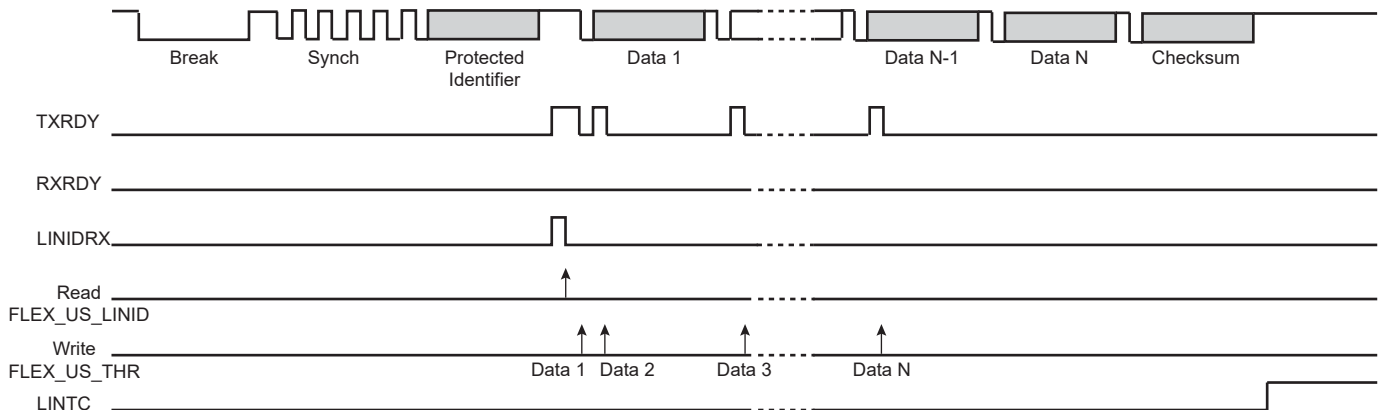 Break Synch Protected Data 1 Data N-1 Data N Checksum
Identifier
TXRDY
RXRDY
LINIDRX
Read
FLEX_US_LINID
Write
FLEX_US_THR Data 1 Data 2 Data 3 Data N
LINTC